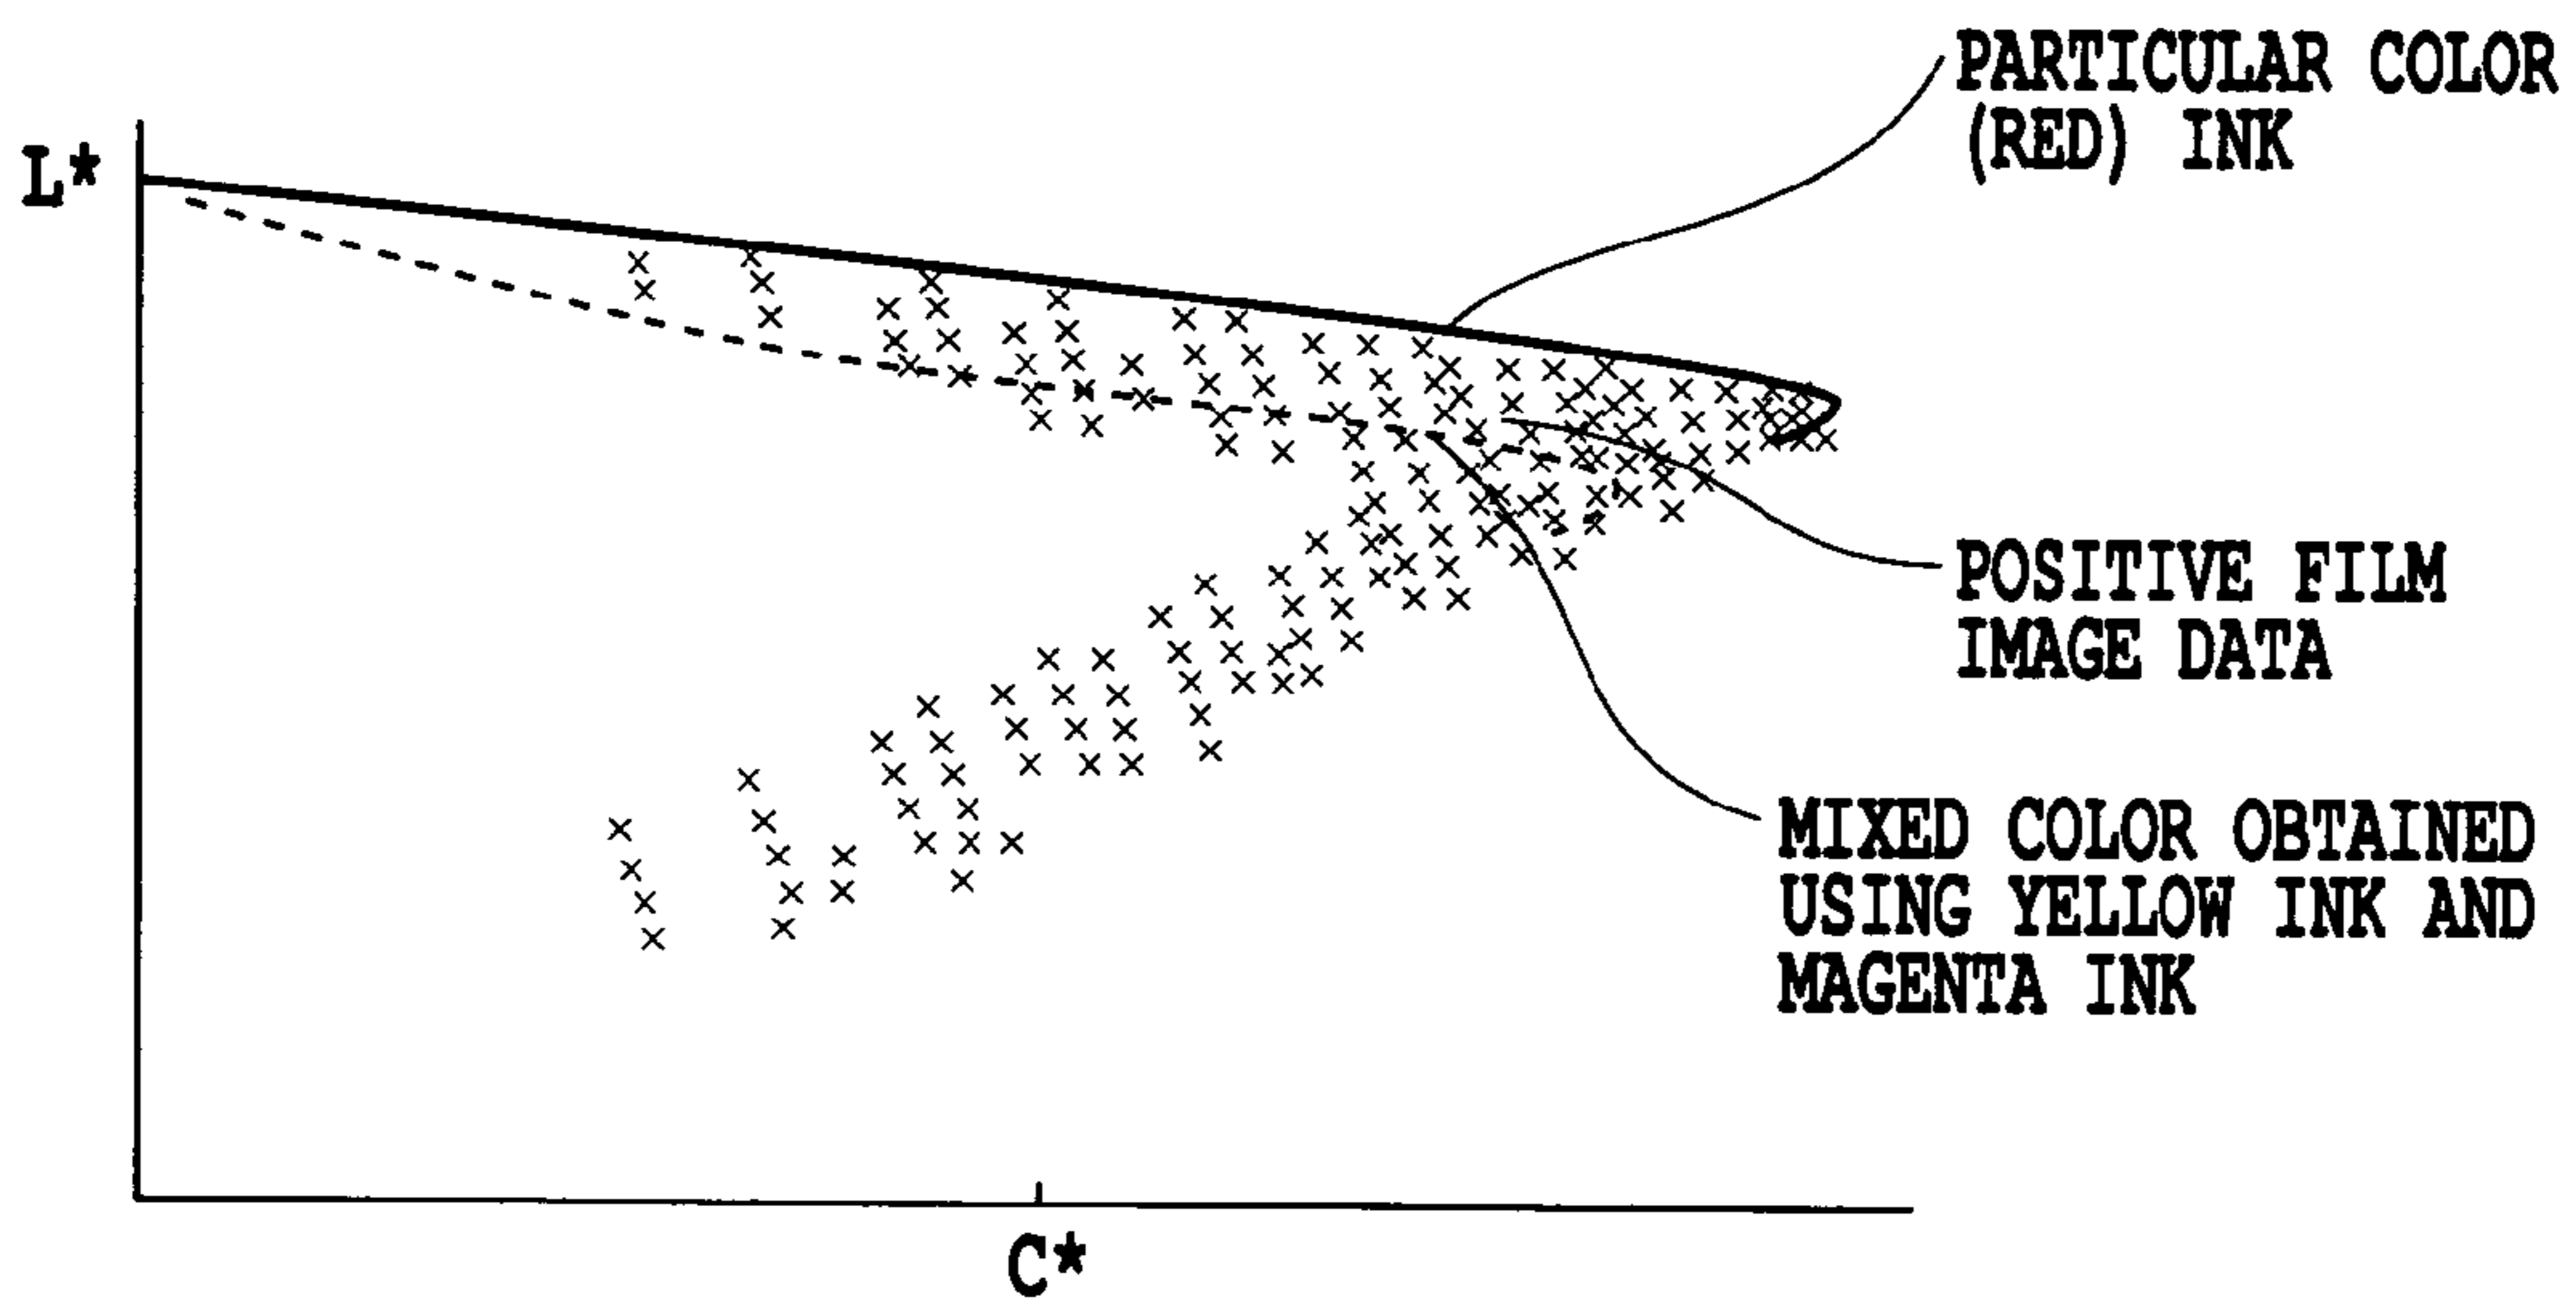 PARTICULAR COLOR
(RED) INK
L*
POSITIVE FILM
IMAGE DATA
MIXED COLOR OBTAINED
USING YELLOW INK AND
MAGENTA INK
C*